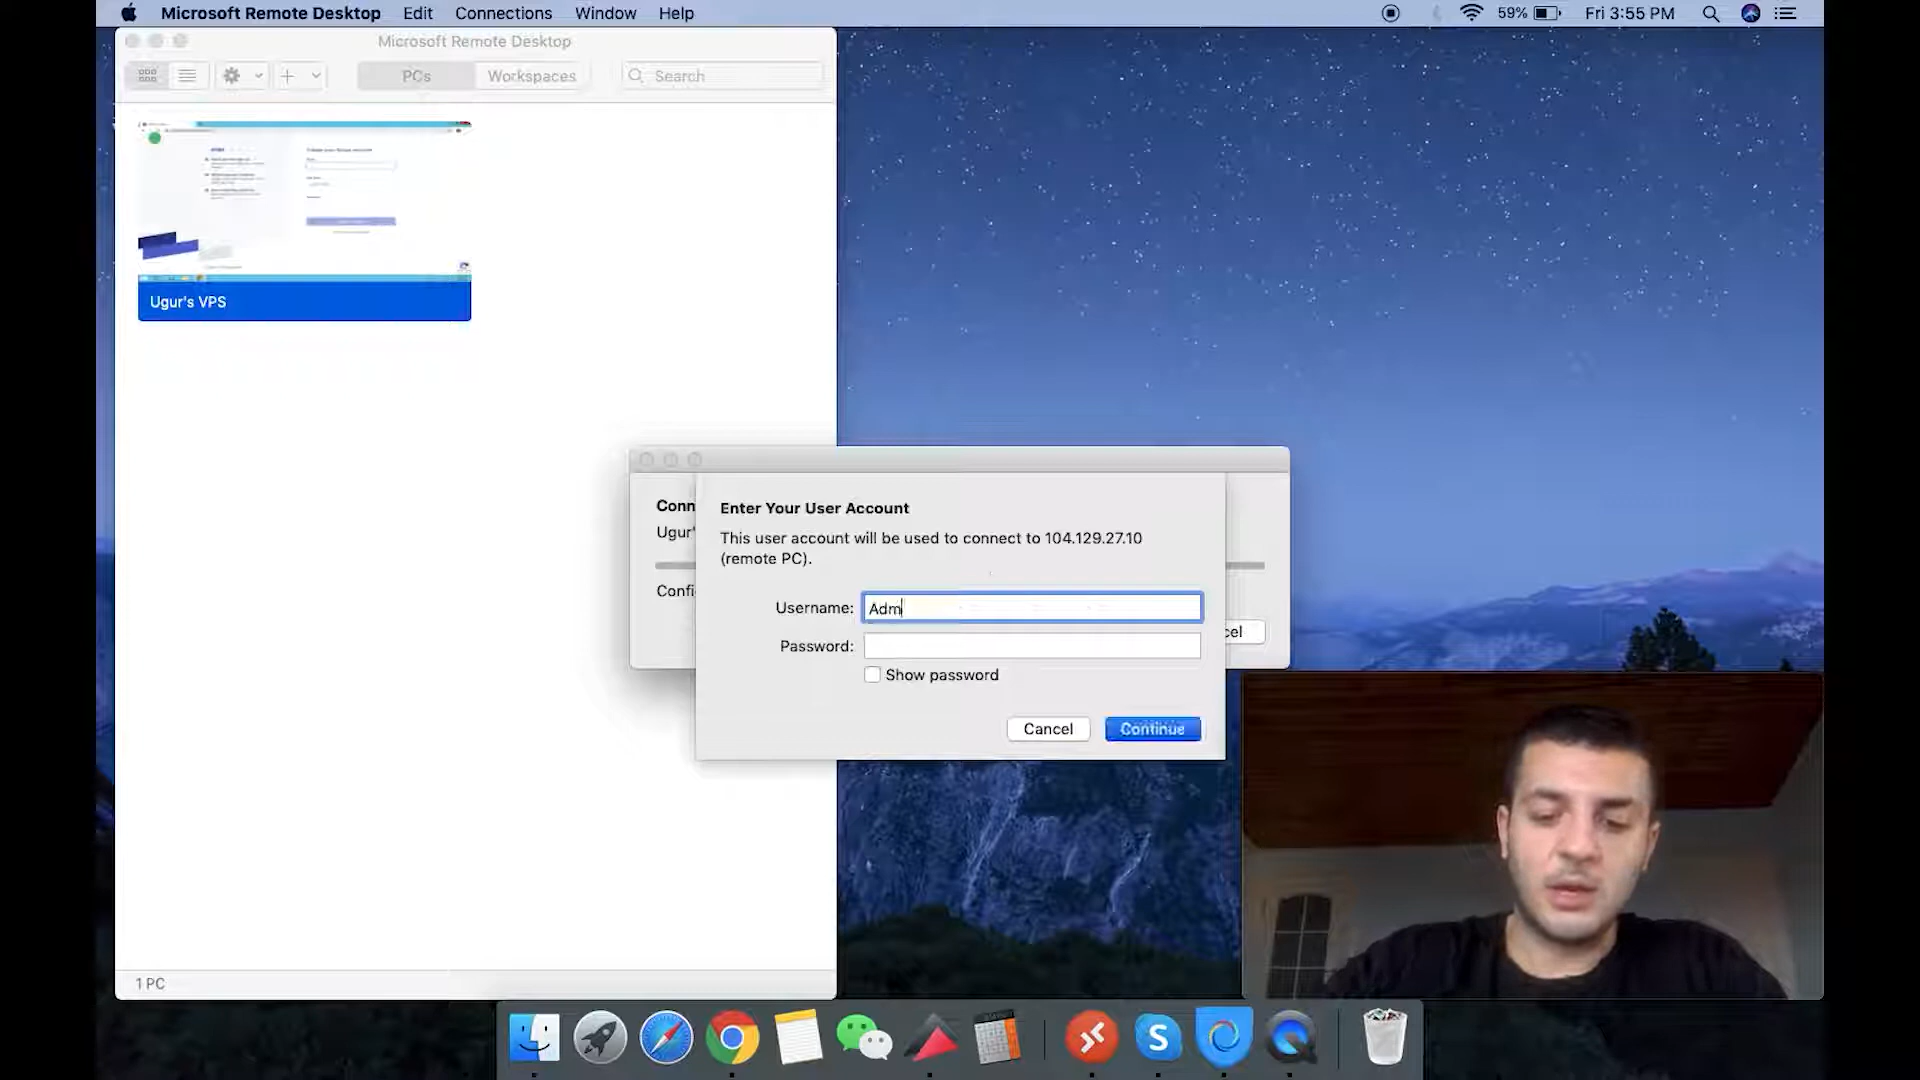 Microsoft Remote Desktop Edit Connections Window Help
59% Fri 3:55 PM
Microsoft Remote Desktop
PCs Workspaces Search
Ugur's VPS
Conn
Ugur'
Confi
cel
Enter Your User Account
This user account will be used to connect to 104.129.27.10
(remote PC).
Username: Adm
Password:
Show password
Cancel Continue
1 PC